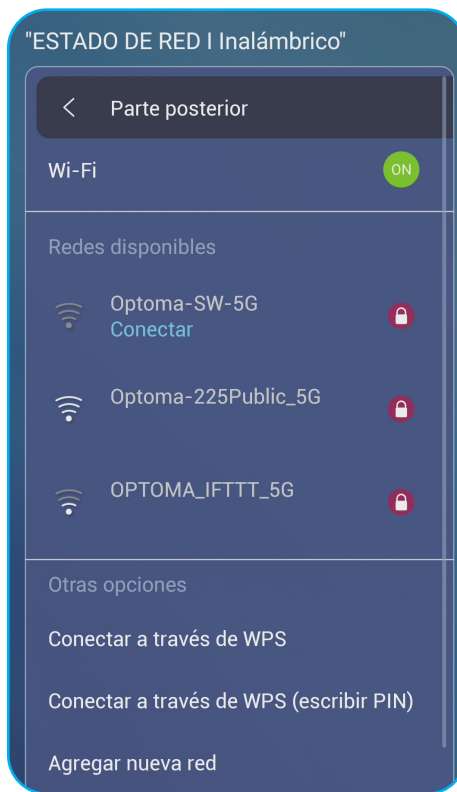 "ESTADO DE RED I Inalámbrico"
Parte posterior
Wi-Fi
ON
Redes disponibles
Optoma-SW-5G
Conectar
Optoma-225Public_5G
OPTOMA_IFTTT_5G
Otras opciones
Conectar a través de WPS
Conectar a través de WPS (escribir PIN)
Agregar nueva red